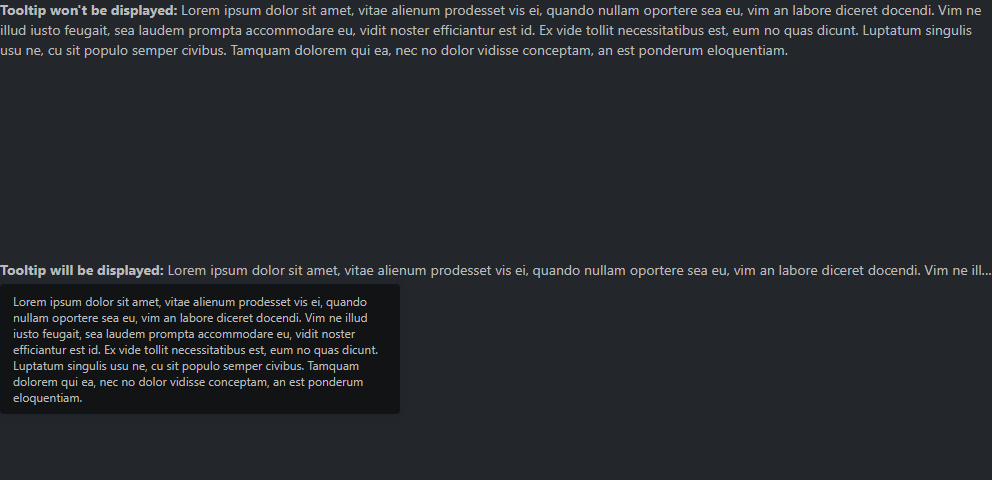 Tooltip won't be displayed: Lorem ipsum dolor sit amet, vitae alienum prodesset vis ei, quando nullam oportere sea eu, vim an labore diceret docendi. Vim ne
illud iusto feugait, sea laudem prompta accommodare eu, vidit noster efficiantur est id. Ex vide tollit necessitatibus est, eum no quas dicunt. Luptatum singulis
usu ne, cu sit populo semper civibus. Tamquam dolorem qui ea, nec no dolor vidisse conceptam, an est ponderum eloquentiam.
Tooltip will be displayed: Lorem ipsum dolor sit amet, vitae alienum prodesset vis ei, quando nullam oportere sea eu, vim an labore diceret docendi. Vim ne ill...
Lorem ipsum dolor sit amet, vitae alienum prodesset vis ei, quando
nullam oportere sea eu, vim an labore diceret docendi. Vim ne illud
iusto feugait, sea laudem prompta accommodare eu, vidit noster
efficiantur est id. Ex vide tollit necessitatibus est, eum no quas dicunt.
Luptatum singulis usu ne, cu sit populo semper civibus. Tamquam
dolorem qui ea, nec no dolor vidisse conceptam, an est ponderum
eloquentiam.